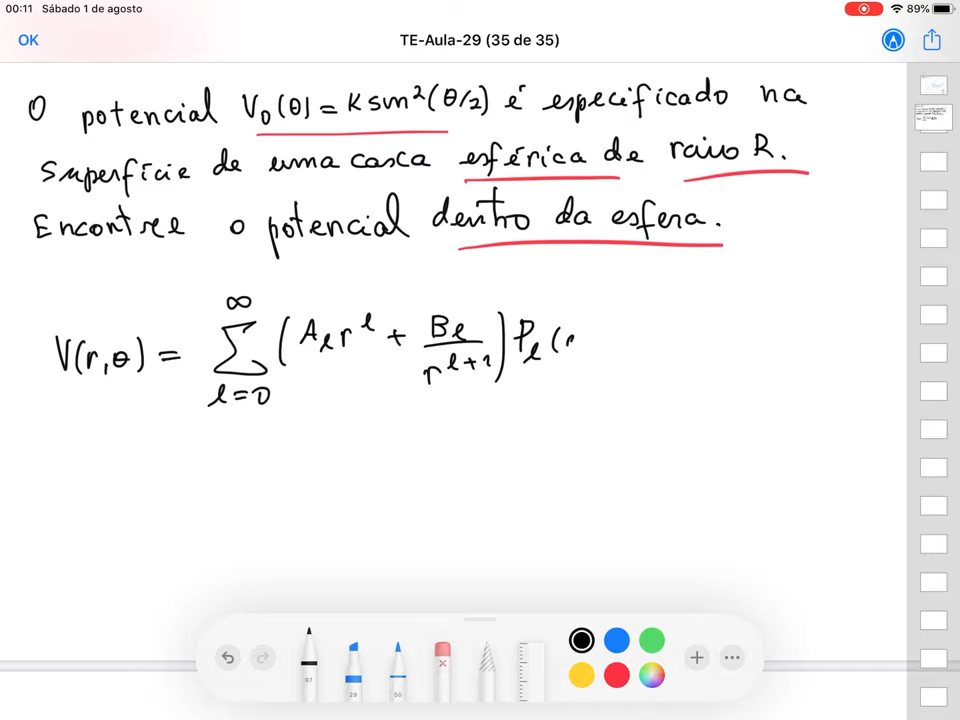 00:11 Sábado 1 de agosto
89%
OK
TE-Aula-29 (35 de 35)
O potencial V₀(θ) = K sin²(θ/2) é especificado na
superfície de uma casca esférica de raio R.
Encontre o potencial dentro da esfera.
V(r,θ) = ∑_{l=0}^{∞} (A_l r^l + B_l/r^{l+1}) P_l (
97
29
50